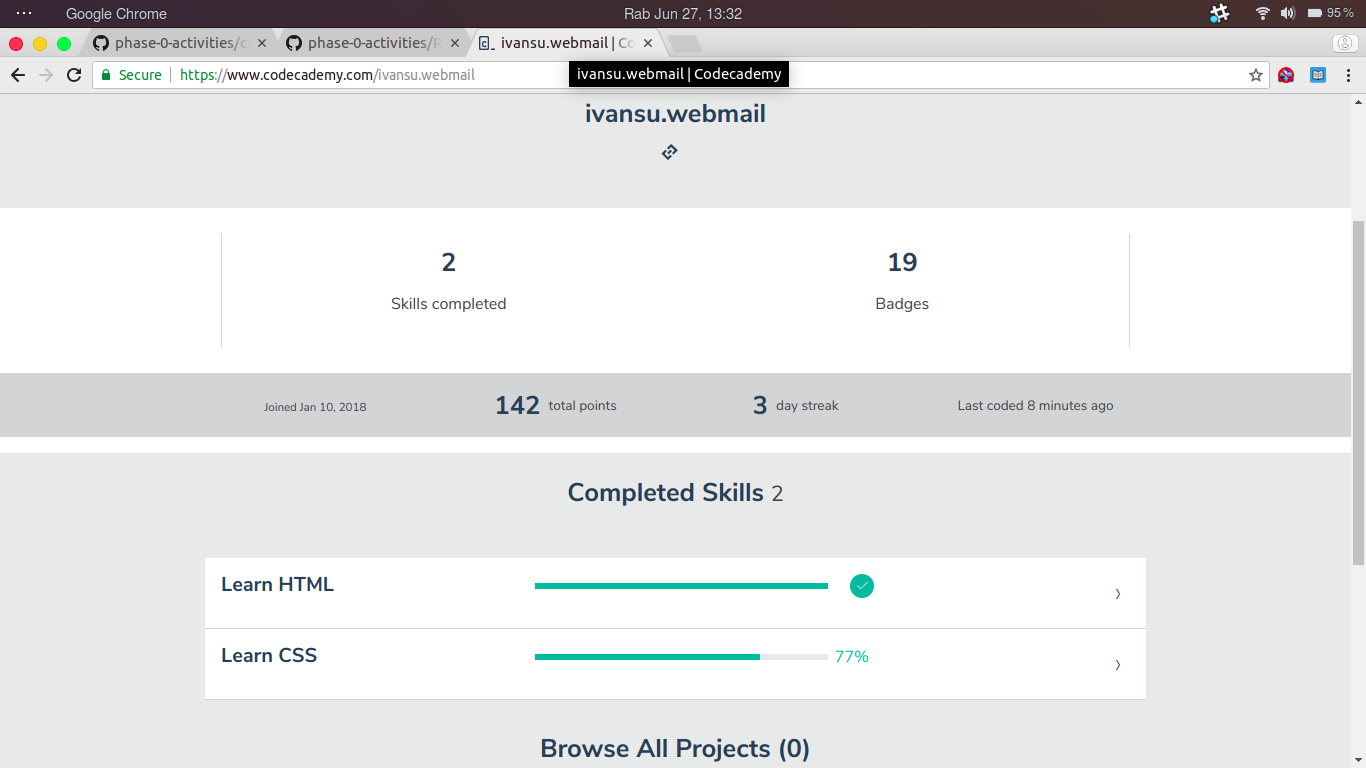 Google Chrome Rab Jun 27, 13:32 95%
phase-0-activities/c phase-0-activities/R ivansu.webmail | Co
Secure https://www.codecademy.com/ivansu.webmail
ivansu.webmail | Codecademy
ivansu.webmail
2 19
Skills completed Badges
Joined Jan 10, 2018 142 total points 3 day streak Last coded 8 minutes ago
Completed Skills 2
Learn HTML
Learn CSS 77%
Browse All Projects (0)